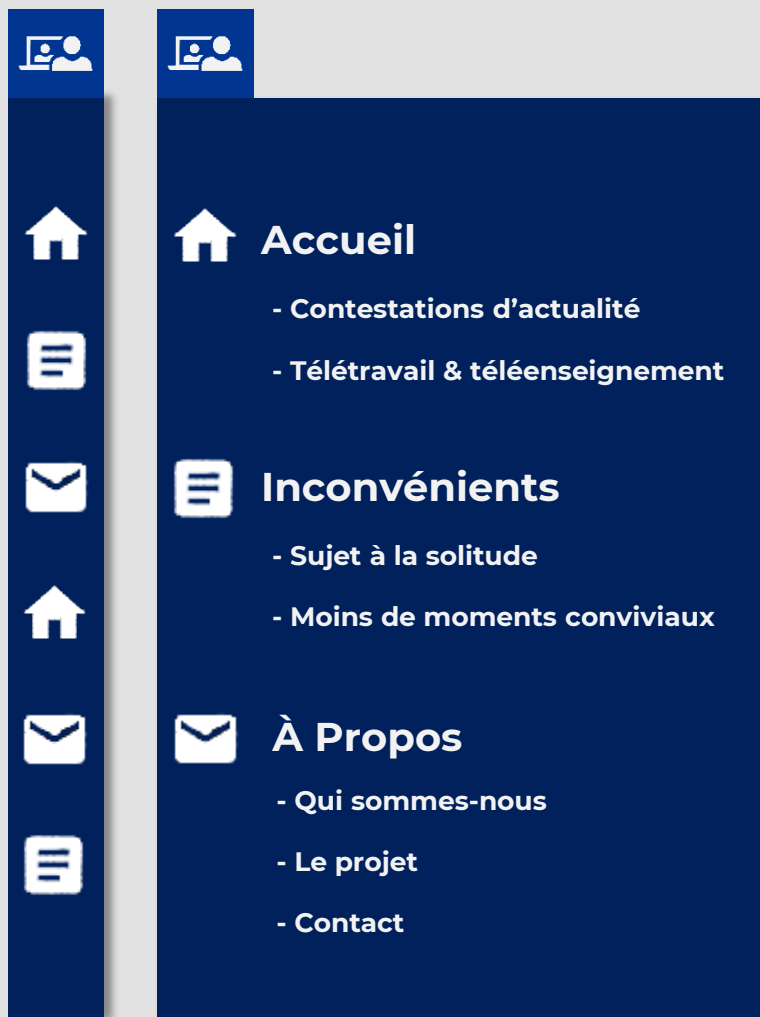 Accueil
- Contestations d’actualité
- Télétravail & téléenseignement
Inconvénients
- Sujet à la solitude
- Moins de moments conviviaux
À Propos
- Qui sommes-nous
- Le projet
- Contact